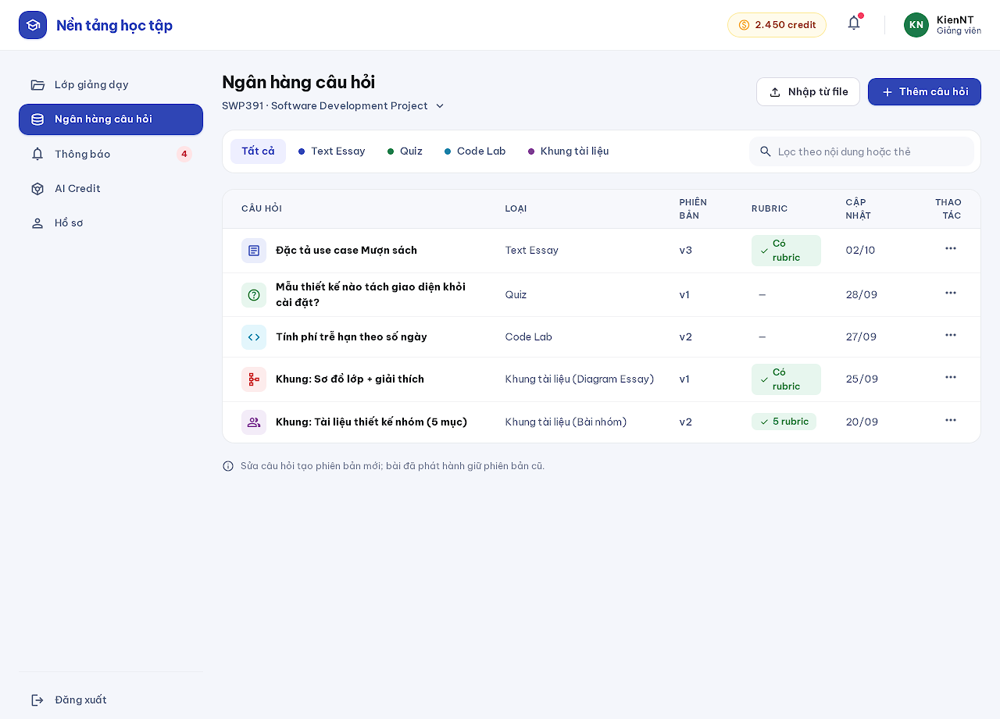 Nền tảng học tập
2.450 credit
KN
KienNT
Giảng viên
Lớp giảng dạy
Ngân hàng câu hỏi
Thông báo
4
AI Credit
Hồ sơ
Đăng xuất
Ngân hàng câu hỏi
SWP391 · Software Development Project
Nhập từ file
Thêm câu hỏi
Tất cả
Text Essay
Quiz
Code Lab
Khung tài liệu
Lọc theo nội dung hoặc thẻ
CÂU HỎI
LOẠI
PHIÊN
BẢN
RUBRIC
CẬP
NHẬT
THAO
TÁC
Đặc tả use case Mượn sách
Text Essay
v3
Có
rubric
02/10
Mẫu thiết kế nào tách giao diện khỏi
cài đặt?
Quiz
v1
—
28/09
Tính phí trễ hạn theo số ngày
Code Lab
v2
—
27/09
Khung: Sơ đồ lớp + giải thích
Khung tài liệu (Diagram Essay)
v1
Có
rubric
25/09
Khung: Tài liệu thiết kế nhóm (5 mục)
Khung tài liệu (Bài nhóm)
v2
5 rubric
20/09
Sửa câu hỏi tạo phiên bản mới; bài đã phát hành giữ phiên bản cũ.